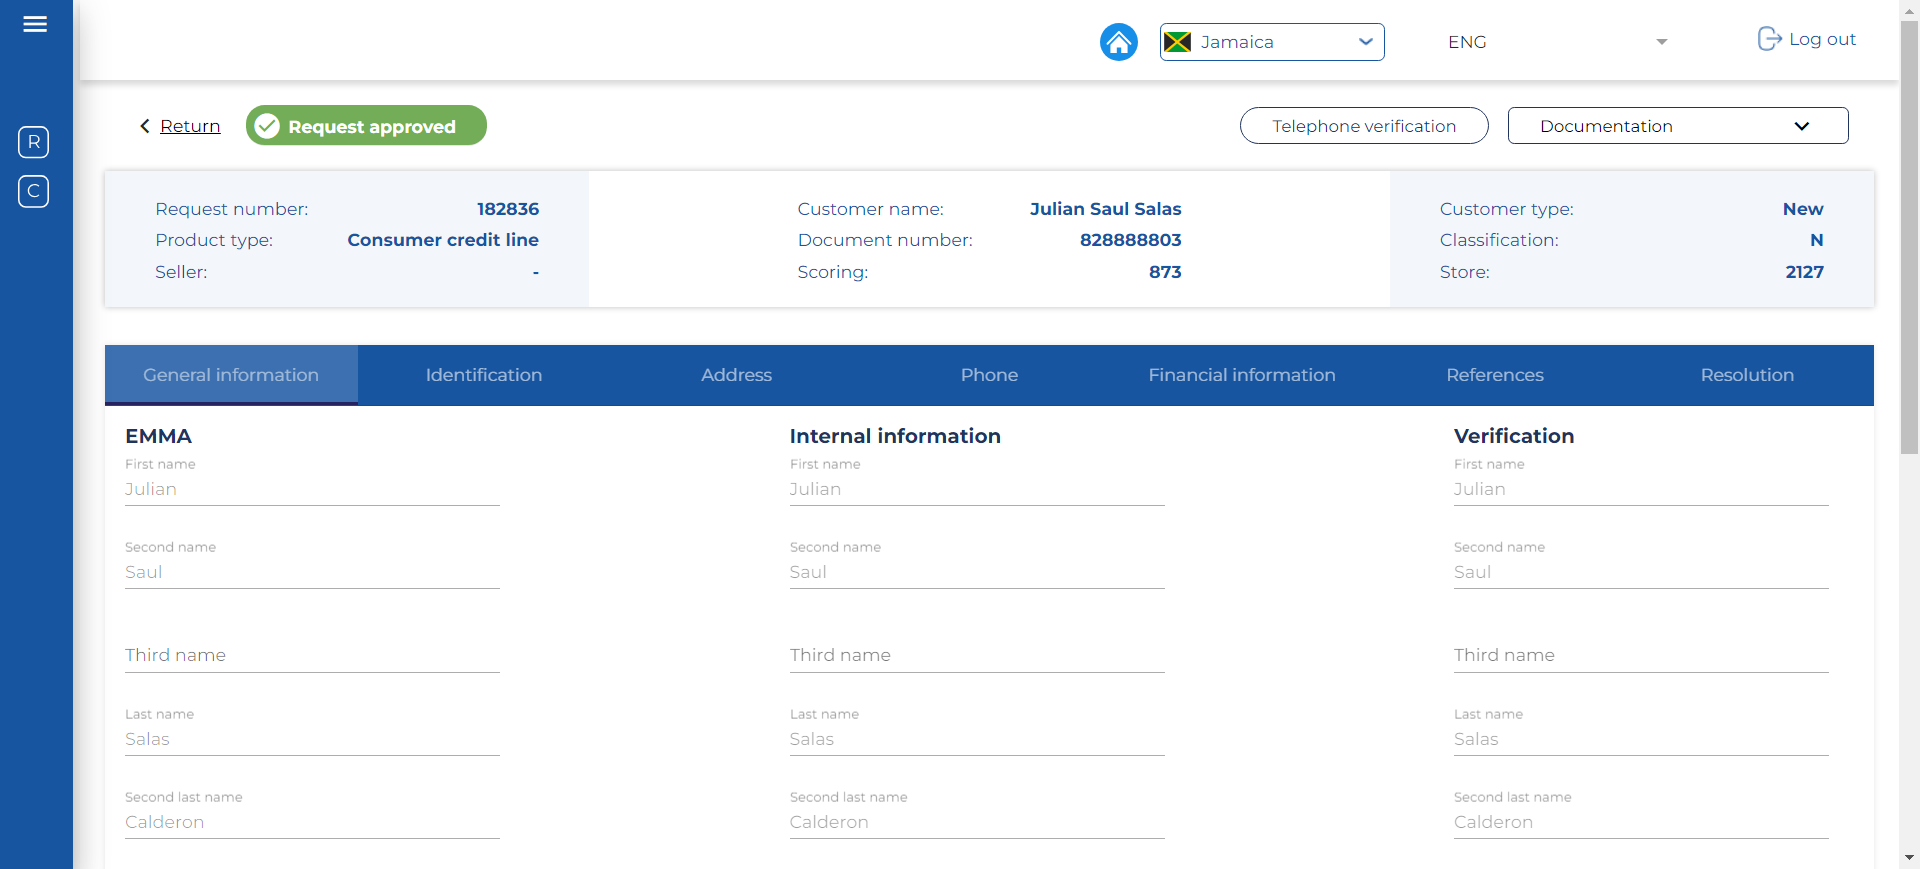 Jamaica
ENG
Log out
R
C
Return
Request approved
Telephone verification
Documentation
Request number: 182836
Product type: Consumer credit line
Seller: -
Customer name: Julian Saul Salas
Document number: 828888803
Scoring: 873
Customer type: New
Classification: N
Store: 2127
General information Identification Address Phone Financial information References Resolution
EMMA Internal information Verification
First name First name First name
Julian Julian Julian
Second name Second name Second name
Saul Saul Saul
Third name Third name Third name
Last name Last name Last name
Salas Salas Salas
Second last name Second last name Second last name
Calderon Calderon Calderon